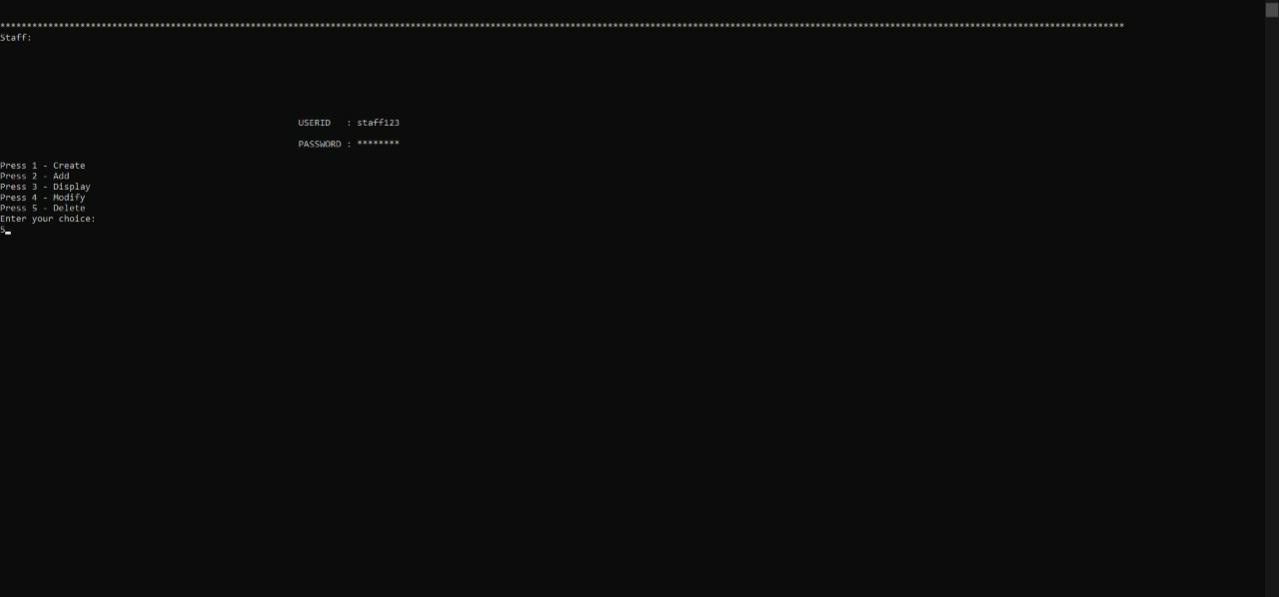 ********************************************************************************************************************************************************************************************************************
Staff:
USERID   : staff123
PASSWORD : ********
Press 1 - Create
Press 2 - Add
Press 3 - Display
Press 4 - Modify
Press 5 - Delete
Enter your choice:
5